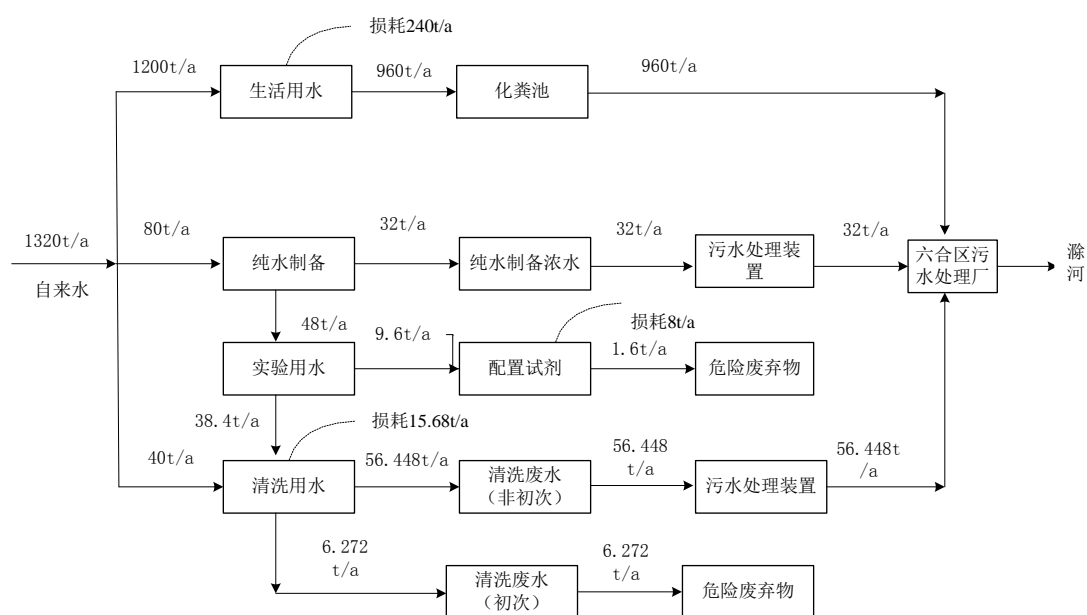 损耗240t/a
1200t/a
生活用水
960t/a
化粪池
960t/a
1320t/a
自来水
80t/a
纯水制备
32t/a
纯水制备浓水
32t/a
污水处理装
置
32t/a
六合区污
水处理厂
滁
河
48t/a
实验用水
9.6t/a
配置试剂
损耗8t/a
1.6t/a
危险废弃物
38.4t/a
损耗15.68t/a
40t/a
清洗用水
56.448t/a
清洗废水
（非初次）
56.448
t/a
污水处理装置
56.448t
/a
6.272
t/a
清洗废水
（初次）
6.272
t/a
危险废弃物